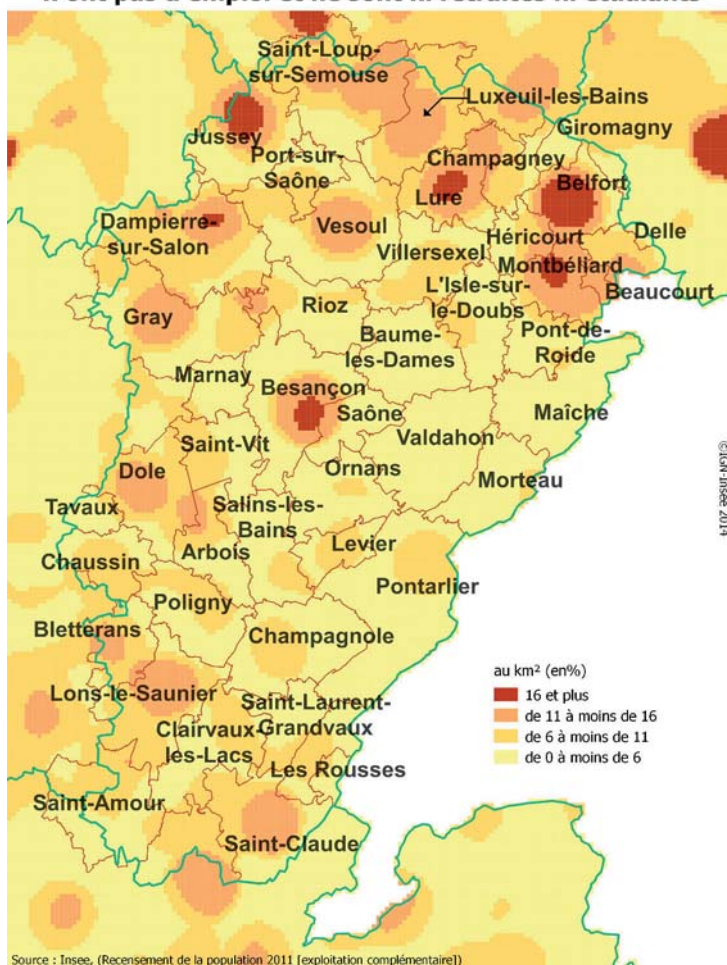 Saint-Loup-
sur-Semouse
Luxeuil-les-Bains
Giromagny
Jussey
Port-sur-
Saône
Champagney
Lure
Belfort
Dampierre-
sur-Salon
Vesoul
Villersexel
Héricourt
Delle
Montbéliard
Beaucourt
L'Isle-sur-
le-Doubs
Gray
Rioz
Baume-
les-Dames
Pont-de-
Roide
Marnay
Besançon
Saône
Maîche
Saint-Vit
Valdahon
Dole
Ornans
Morteau
Tavaux
Salins-les-
Bains
Arbois
Levier
Chaussin
Pontarlier
Poligny
Bletterans
Champagnole
Lons-le-Saunier
Saint-Laurent-
Grandvaux
Clairvaux-
les-Lacs
Les Rousses
Saint-Amour
Saint-Claude
au km² (en%)
16 et plus
de 11 à moins de 16
de 6 à moins de 11
de 0 à moins de 6
©IGN-Insee 2014
Source : Insee, (Recensement de la population 2011 [exploitation complémentaire])